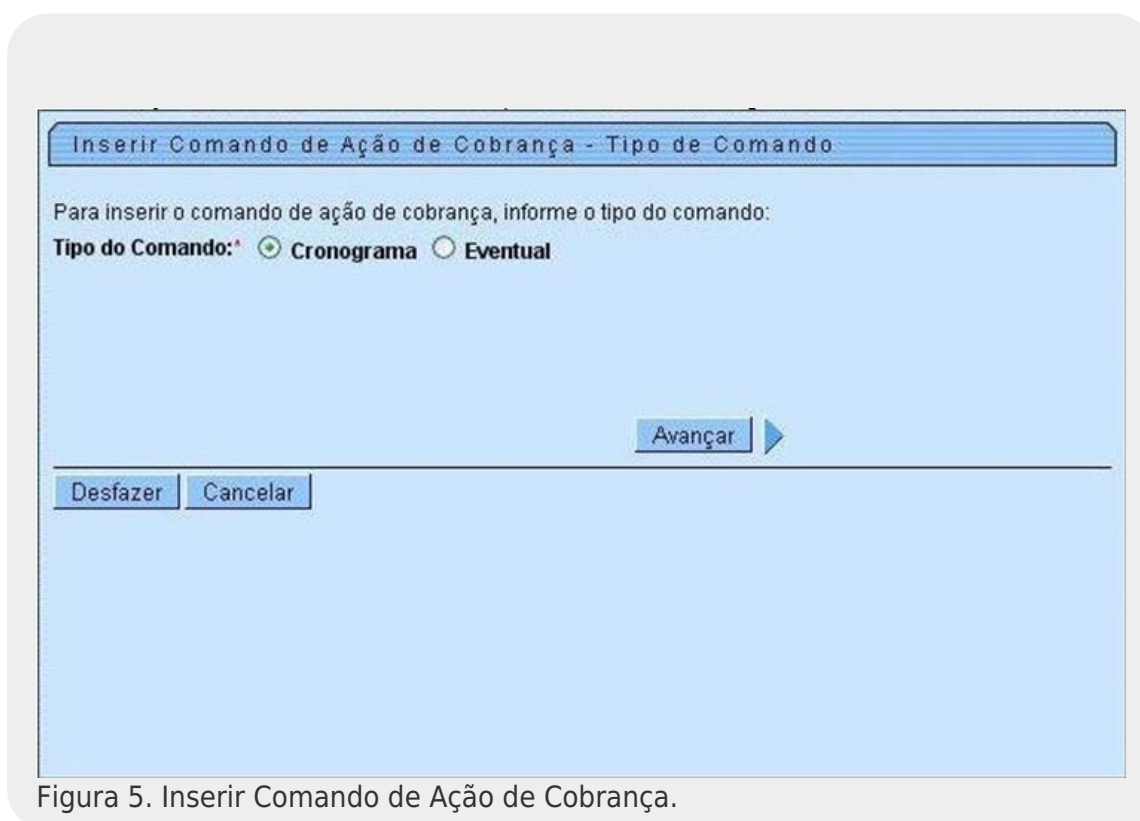 Inserir Comando de Ação de Cobrança - Tipo de Comando
Para inserir o comando de ação de cobrança, informe o tipo do comando:
Tipo do Comando:* Cronograma Eventual
Avançar
Desfazer Cancelar
Figura 5. Inserir Comando de Ação de Cobrança.